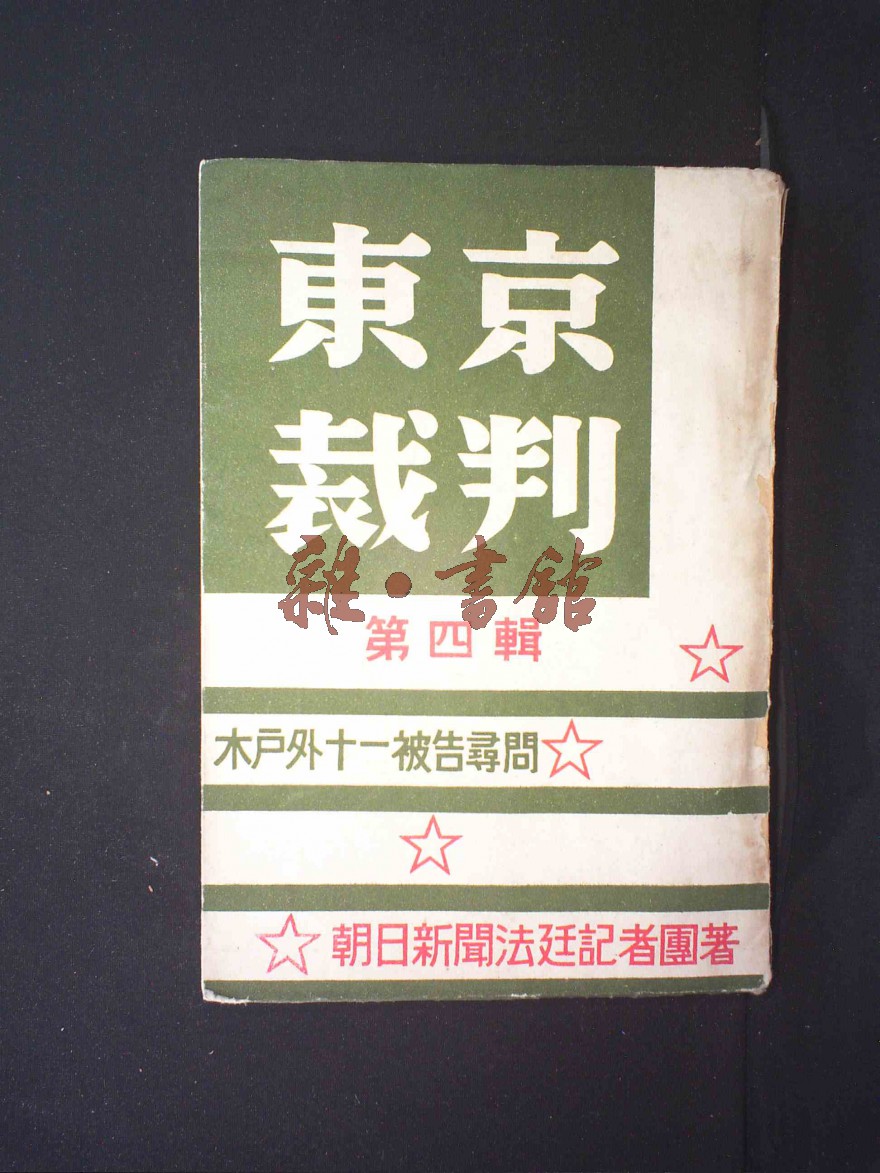 東京
裁判
雜·書館
第四輯
木戸外十一被告尋問
朝日新聞法廷記者團著